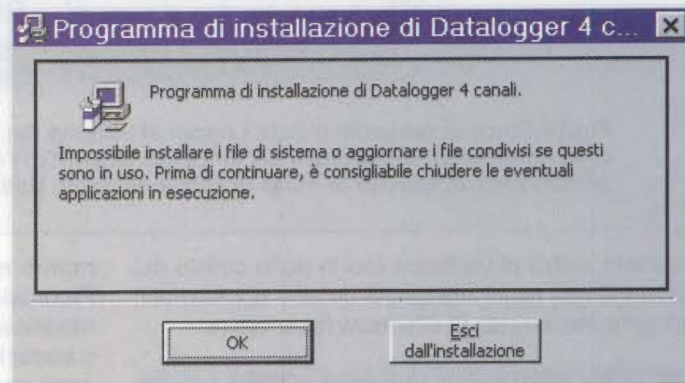 Programma di installazione di Datalogger 4 c...
Programma di installazione di Datalogger 4 canali.
Impossibile installare i file di sistema o aggiornare i file condivisi se questi
sono in uso. Prima di continuare, è consigliabile chiudere le eventuali
applicazioni in esecuzione.
OK
Esci
dall'installazione